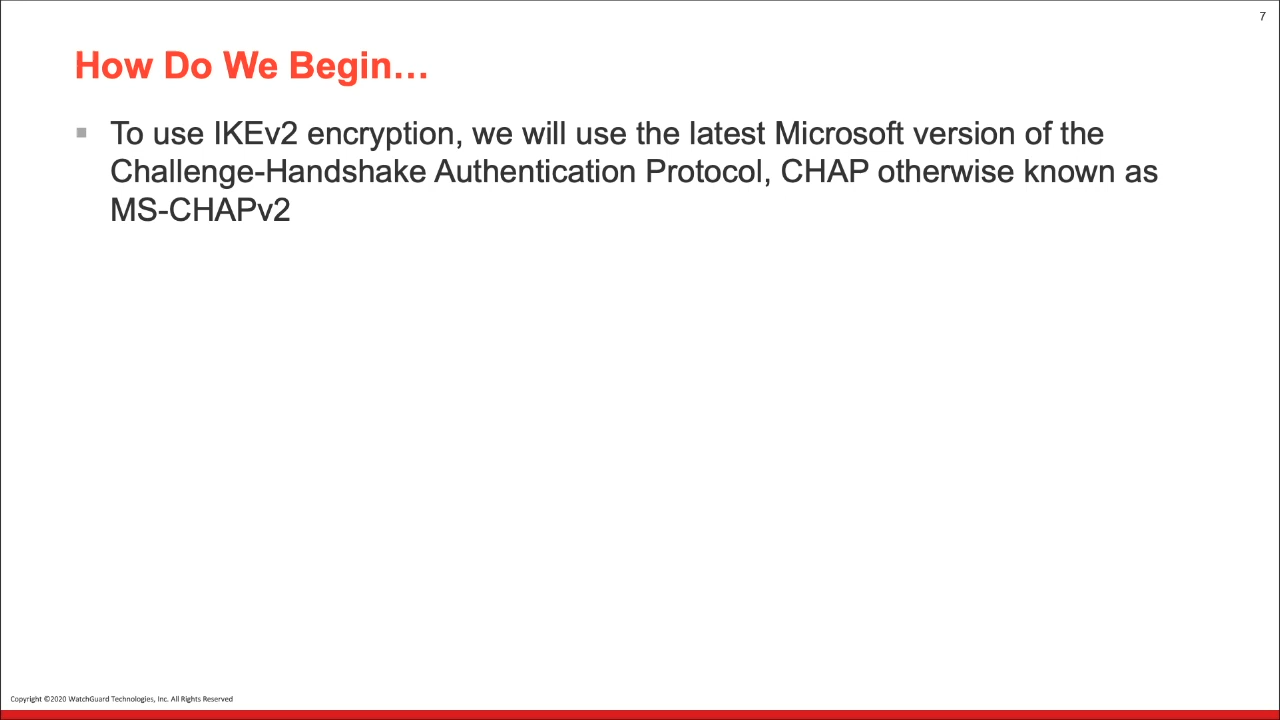 7
How Do We Begin…
To use IKEv2 encryption, we will use the latest Microsoft version of the
Challenge-Handshake Authentication Protocol, CHAP otherwise known as
MS-CHAPv2
Copyright ©2020 WatchGuard Technologies, Inc. All Rights Reserved